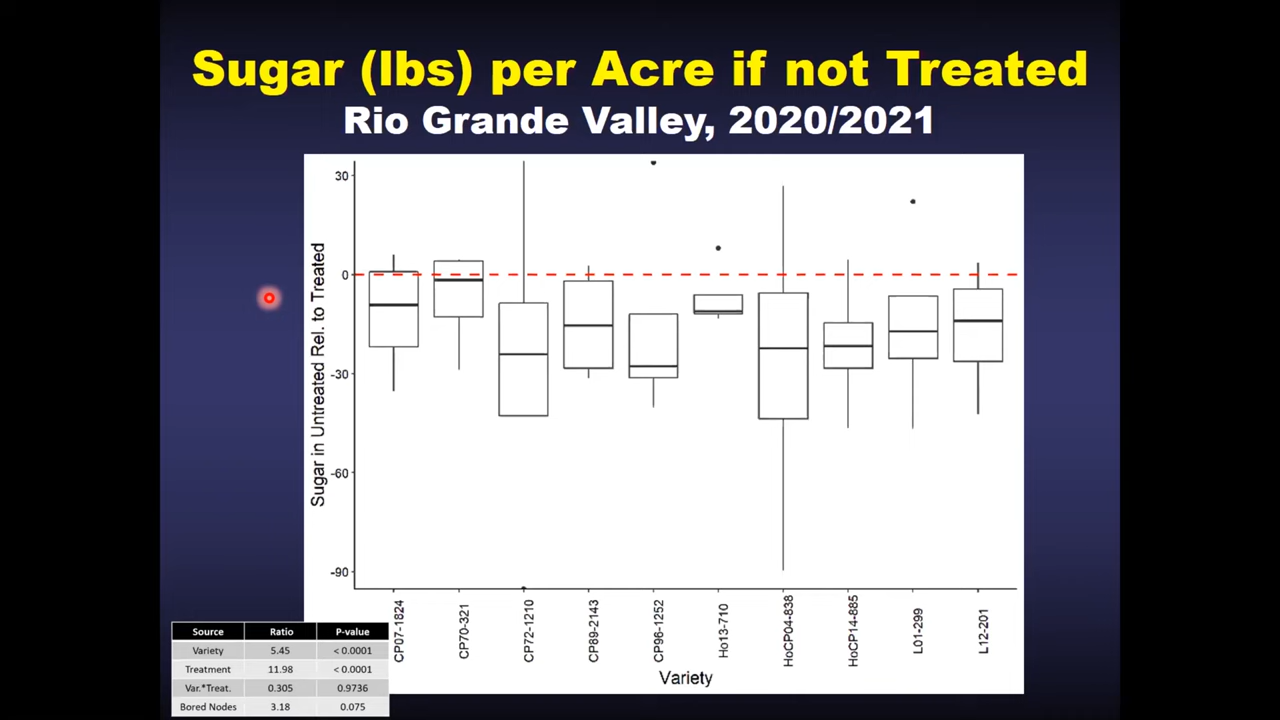 Sugar (lbs) per Acre if not Treated
Rio Grande Valley, 2020/2021
Sugar in Untreated Rel. to Treated
30
0
-30
-60
-90
CP07-1824
CP70-321
CP72-1210
CP89-2143
CP96-1252
Ho13-710
HoCP04-838
HoCP14-885
L01-299
L12-201
Variety
Source Ratio P-value
Variety 5.45 < 0.0001
Treatment 11.98 < 0.0001
Var.*Treat. 0.305 0.9736
Bored Nodes 3.18 0.075